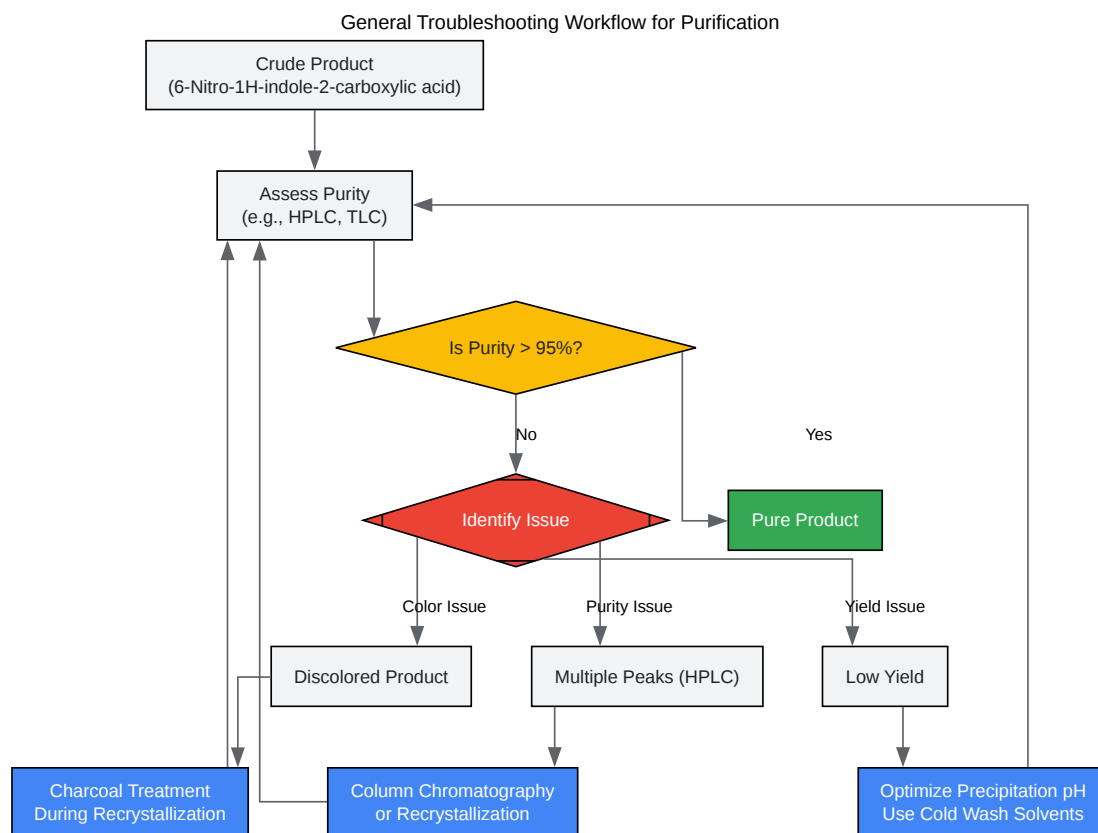 General Troubleshooting Workflow for Purification
Crude Product
(6-Nitro-1H-indole-2-carboxylic acid)
Assess Purity
(e.g., HPLC, TLC)
Is Purity > 95%?
No
Yes
Identify Issue
Pure Product
Color Issue
Purity Issue
Yield Issue
Discolored Product
Multiple Peaks (HPLC)
Low Yield
Charcoal Treatment
During Recrystallization
Column Chromatography
or Recrystallization
Optimize Precipitation pH
Use Cold Wash Solvents